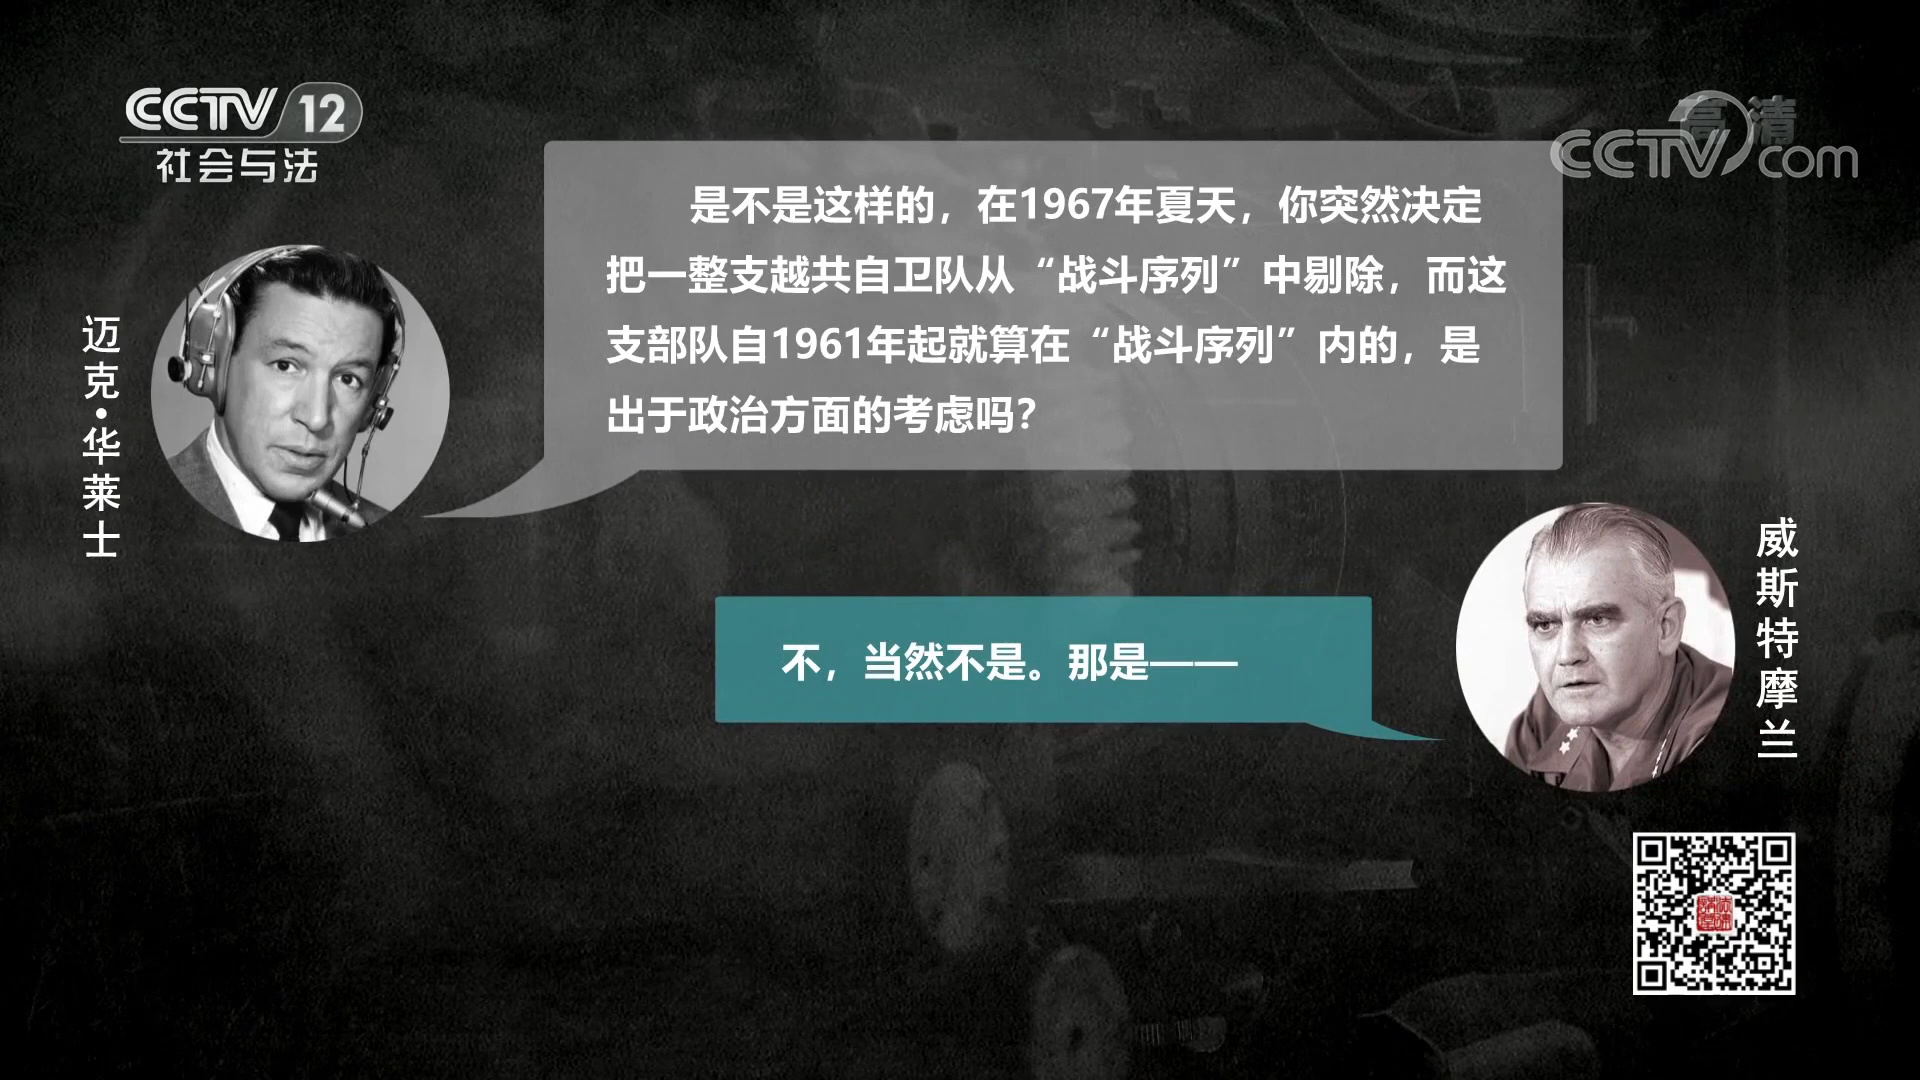 CCTV 12
社会与法
高清
CCTV com
是不是这样的，在1967年夏天，你突然决定
把一整支越共自卫队从“战斗序列”中剔除，而这
支部队自1961年起就算在“战斗序列”内的，是
出于政治方面的考虑吗？
迈克·华莱士
不，当然不是。那是——
威斯特摩兰